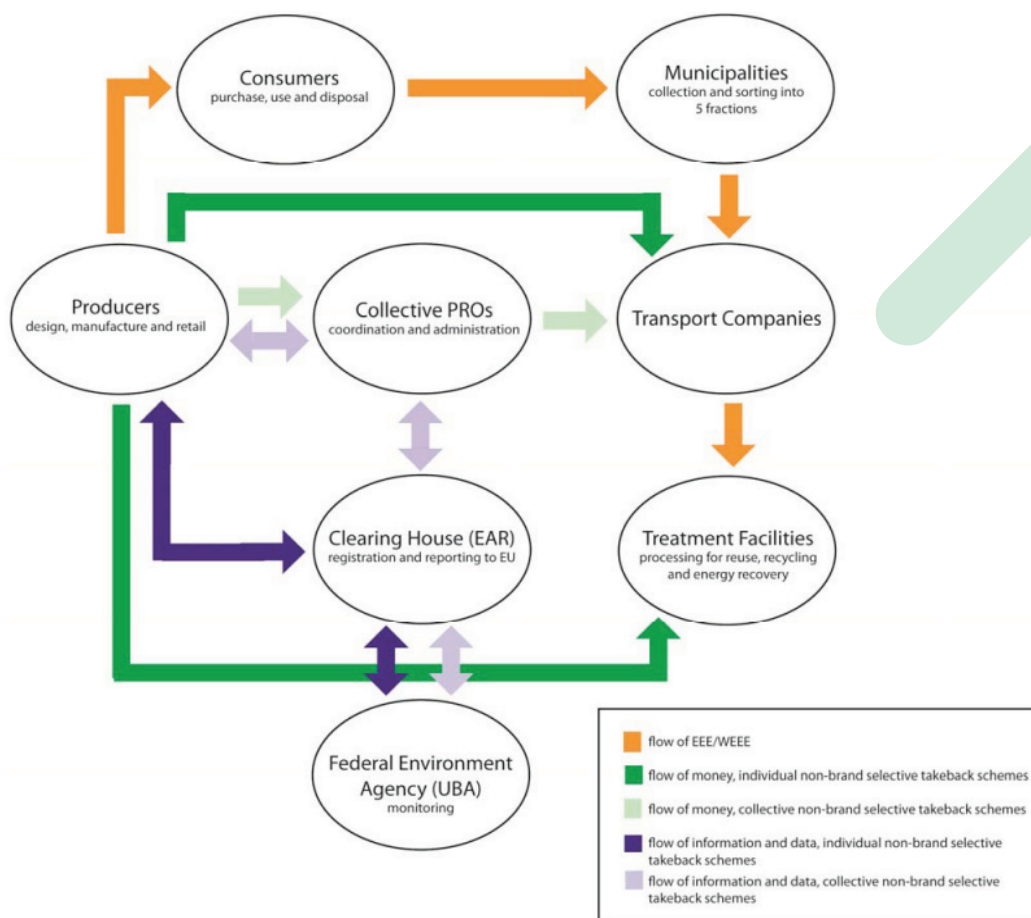 Consumers
purchase, use and disposal
Municipalities
collection and sorting into
5 fractions
Producers
design, manufacture and retail
Collective PROs
coordination and administration
Transport Companies
Clearing House (EAR)
registration and reporting to EU
Treatment Facilities
processing for reuse, recycling
and energy recovery
Federal Environment
Agency (UBA)
monitoring
flow of EEE/WEEE
flow of money, individual non-brand selective takeback schemes
flow of money, collective non-brand selective takeback schemes
flow of information and data, individual non-brand selective
takeback schemes
flow of information and data, collective non-brand selective
takeback schemes